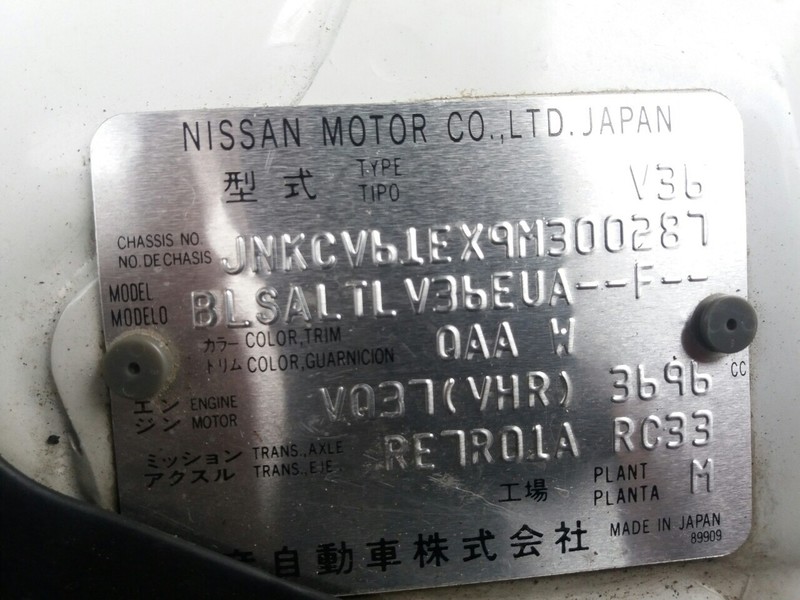 NISSAN MOTOR CO.,LTD. JAPAN
型式 TYPE TIPO V36
CHASSIS NO. NO.DE CHASIS JNKCV61EX9M300287
MODEL MODELO BLSALTLV36EUA--F--
カラー COLOR,TRIM
トリム COLOR,GUARNICION QAA W
エンジン ENGINE MOTOR VQ37(VHR) 3696 CC
ミッション TRANS.,AXLE
アクスル TRANS.,EJE RE7R01A RC33
工場 PLANT PLANTA M
自動車株式会社 MADE IN JAPAN
89909